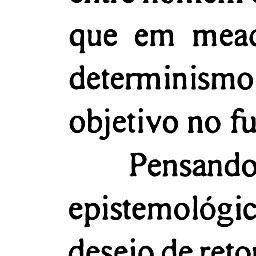 que em mead
determinismo
objetivo no fu
Pensando
epistemológic
desejo de reto